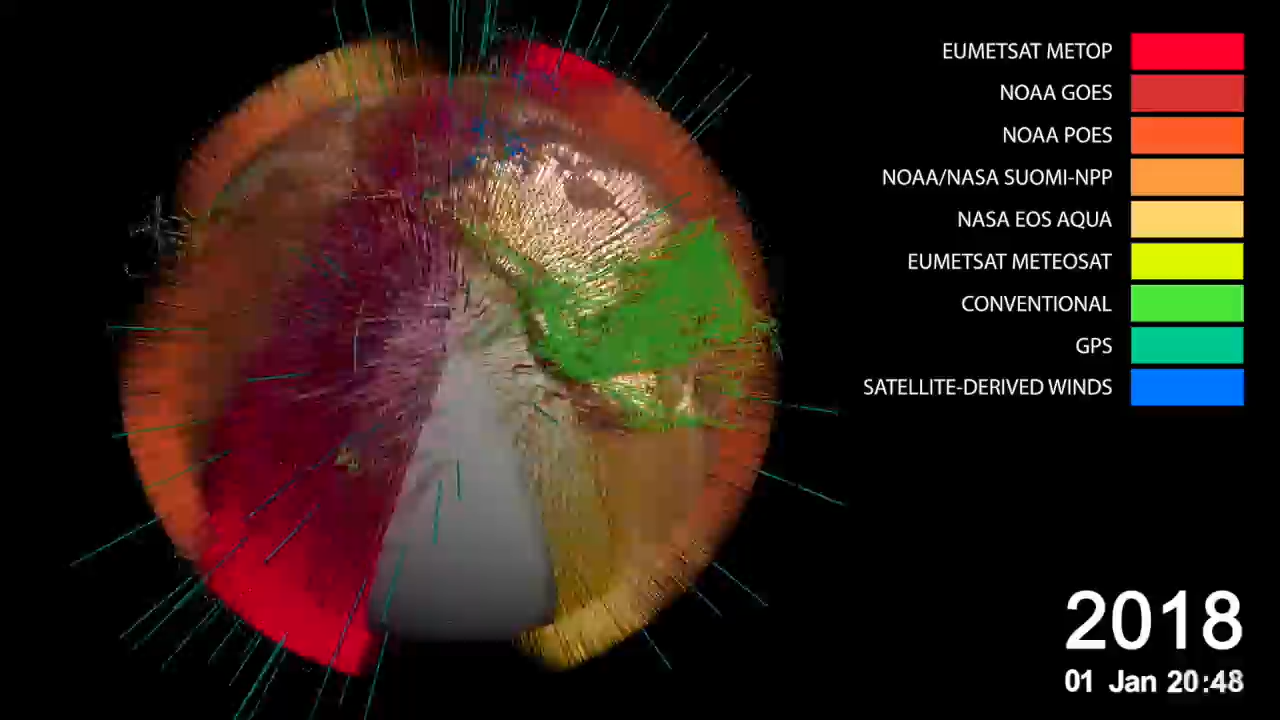 EUMETSAT METOP
NOAA GOES
NOAA POES
NOAA/NASA SUOMI-NPP
NASA EOS AQUA
EUMETSAT METEOSAT
CONVENTIONAL
GPS
SATELLITE-DERIVED WINDS
2018
01 Jan 20:48